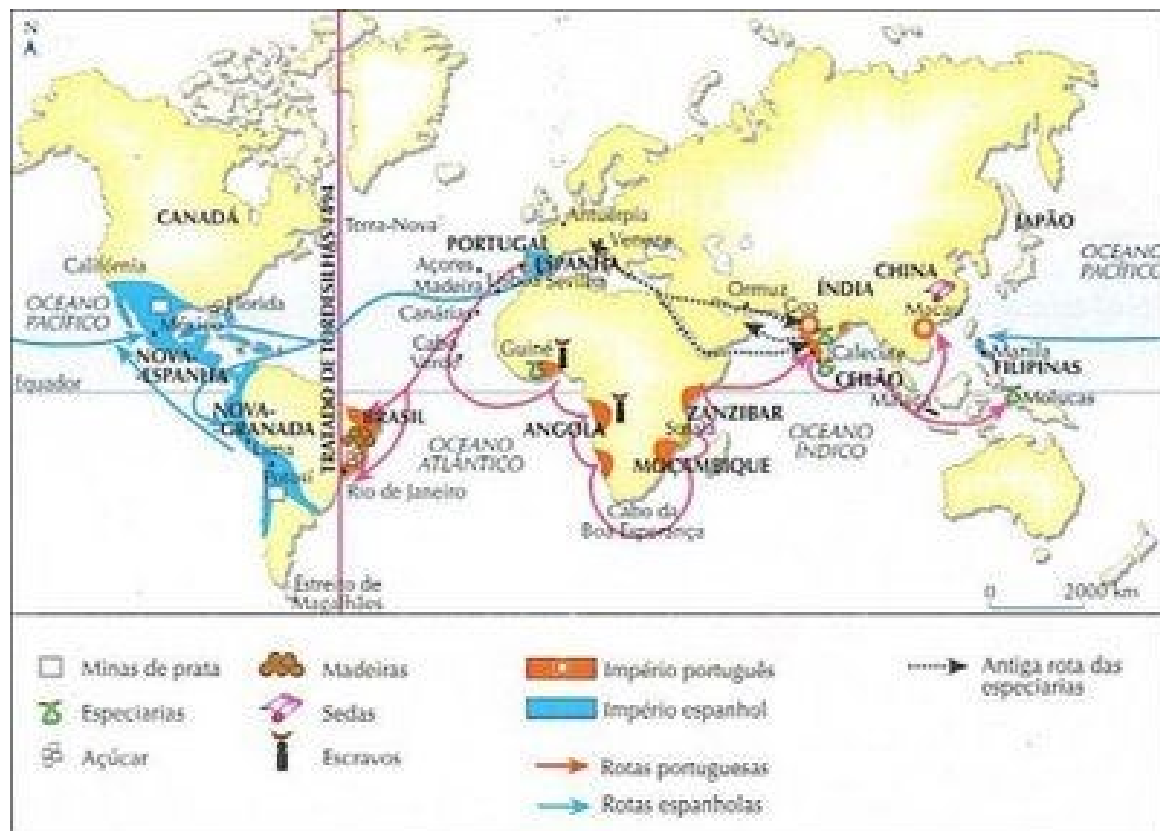 N
CANADÁ
Terra-Nova
Antuérpia
Veneza
PORTUGAL
ESPANHA
Açores
Madeira
Sevilha
Canárias
Cabo
Verde
Califórnia
Flórida
OCEANO
PACÍFICO
México
NOVA-
ESPANHA
Equador
NOVA-
GRANADA
Lima
Potosí
TRATADO DE TORDESILHAS 1494
BRASIL
Rio de Janeiro
Estreito de
Magalhães
OCEANO
ATLÂNTICO
Guiné
ANGOLA
ZANZIBAR
MOÇAMBIQUE
Cabo da
Boa Esperança
Ormuz
Goa
ÍNDIA
Calecute
CEILÃO
OCEANO
ÍNDICO
CHINA
Macau
JAPÃO
OCEANO
PACÍFICO
Manila
FILIPINAS
Molucas
0 2000 km
Minas de prata
Especiarias
Açúcar
Madeiras
Sedas
Escravos
Império português
Império espanhol
Rotas portuguesas
Rotas espanholas
Antiga rota das
especiarias